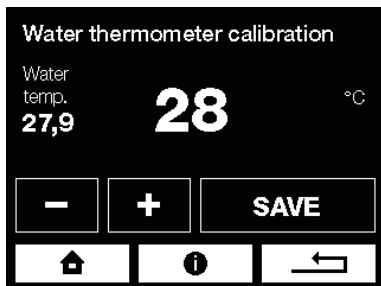 Water thermometer calibration
Water
temp.
27,9
28
°C
− + SAVE